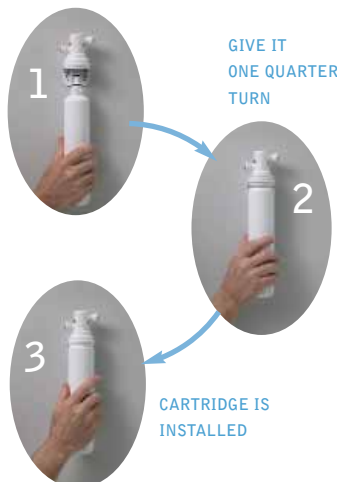 1
GIVE IT
ONE QUARTER
TURN
2
3
CARTRIDGE IS
INSTALLED